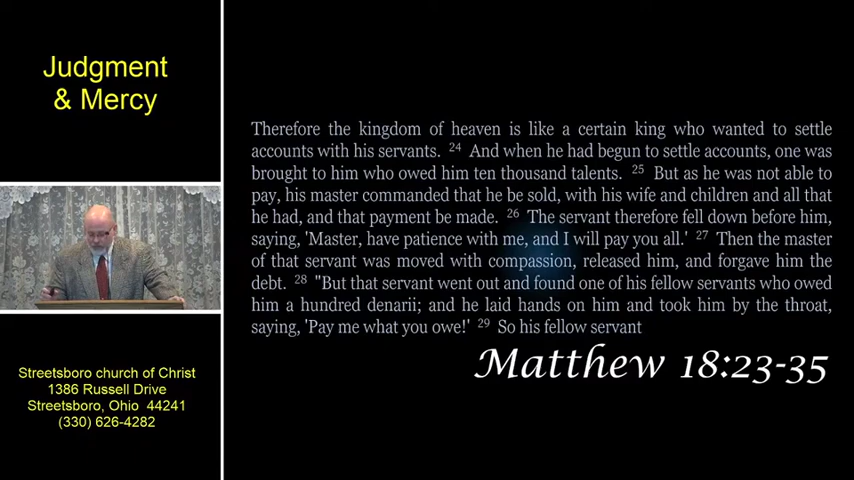 Judgment
& Mercy
Streetsboro church of Christ
1386 Russell Drive
Streetsboro, Ohio  44241
(330) 626-4282
Therefore the kingdom of heaven is like a certain king who wanted to settle
accounts with his servants. 24 And when he had begun to settle accounts, one was
brought to him who owed him ten thousand talents. 25 But as he was not able to
pay, his master commanded that he be sold, with his wife and children and all that
he had, and that payment be made. 26 The servant therefore fell down before him,
saying, 'Master, have patience with me, and I will pay you all.' 27 Then the master
of that servant was moved with compassion, released him, and forgave him the
debt. 28 "But that servant went out and found one of his fellow servants who owed
him a hundred denarii; and he laid hands on him and took him by the throat,
saying, 'Pay me what you owe!' 29 So his fellow servant
Matthew 18:23-35